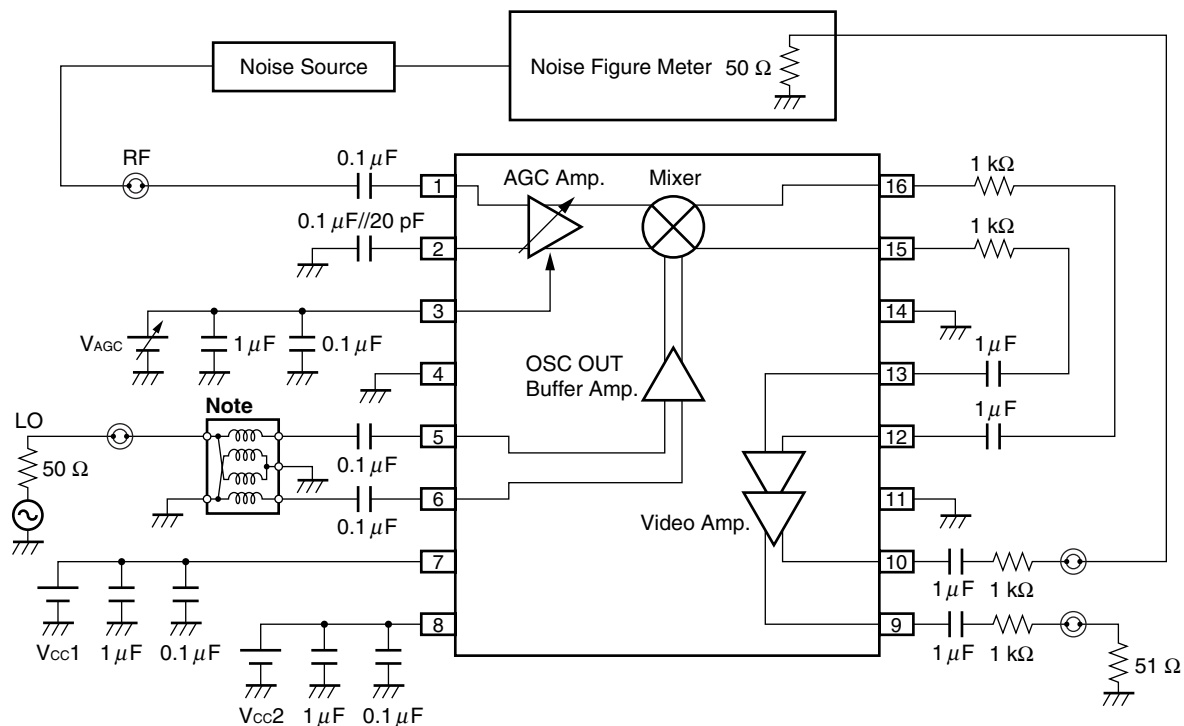 Noise Source
Noise Figure Meter
50 Ω
RF
0.1 μF
1
AGC Amp.
Mixer
16
1 kΩ
0.1 μF//20 pF
2
15
1 kΩ
3
14
VAGC
1 μF
0.1 μF
4
OSC OUT
Buffer Amp.
13
1 μF
Note
LO
50 Ω
5
0.1 μF
12
1 μF
6
0.1 μF
11
Video Amp.
7
10
1 μF
1 kΩ
VCC1
1 μF
0.1 μF
8
9
1 μF
1 kΩ
51 Ω
VCC2
1 μF
0.1 μF